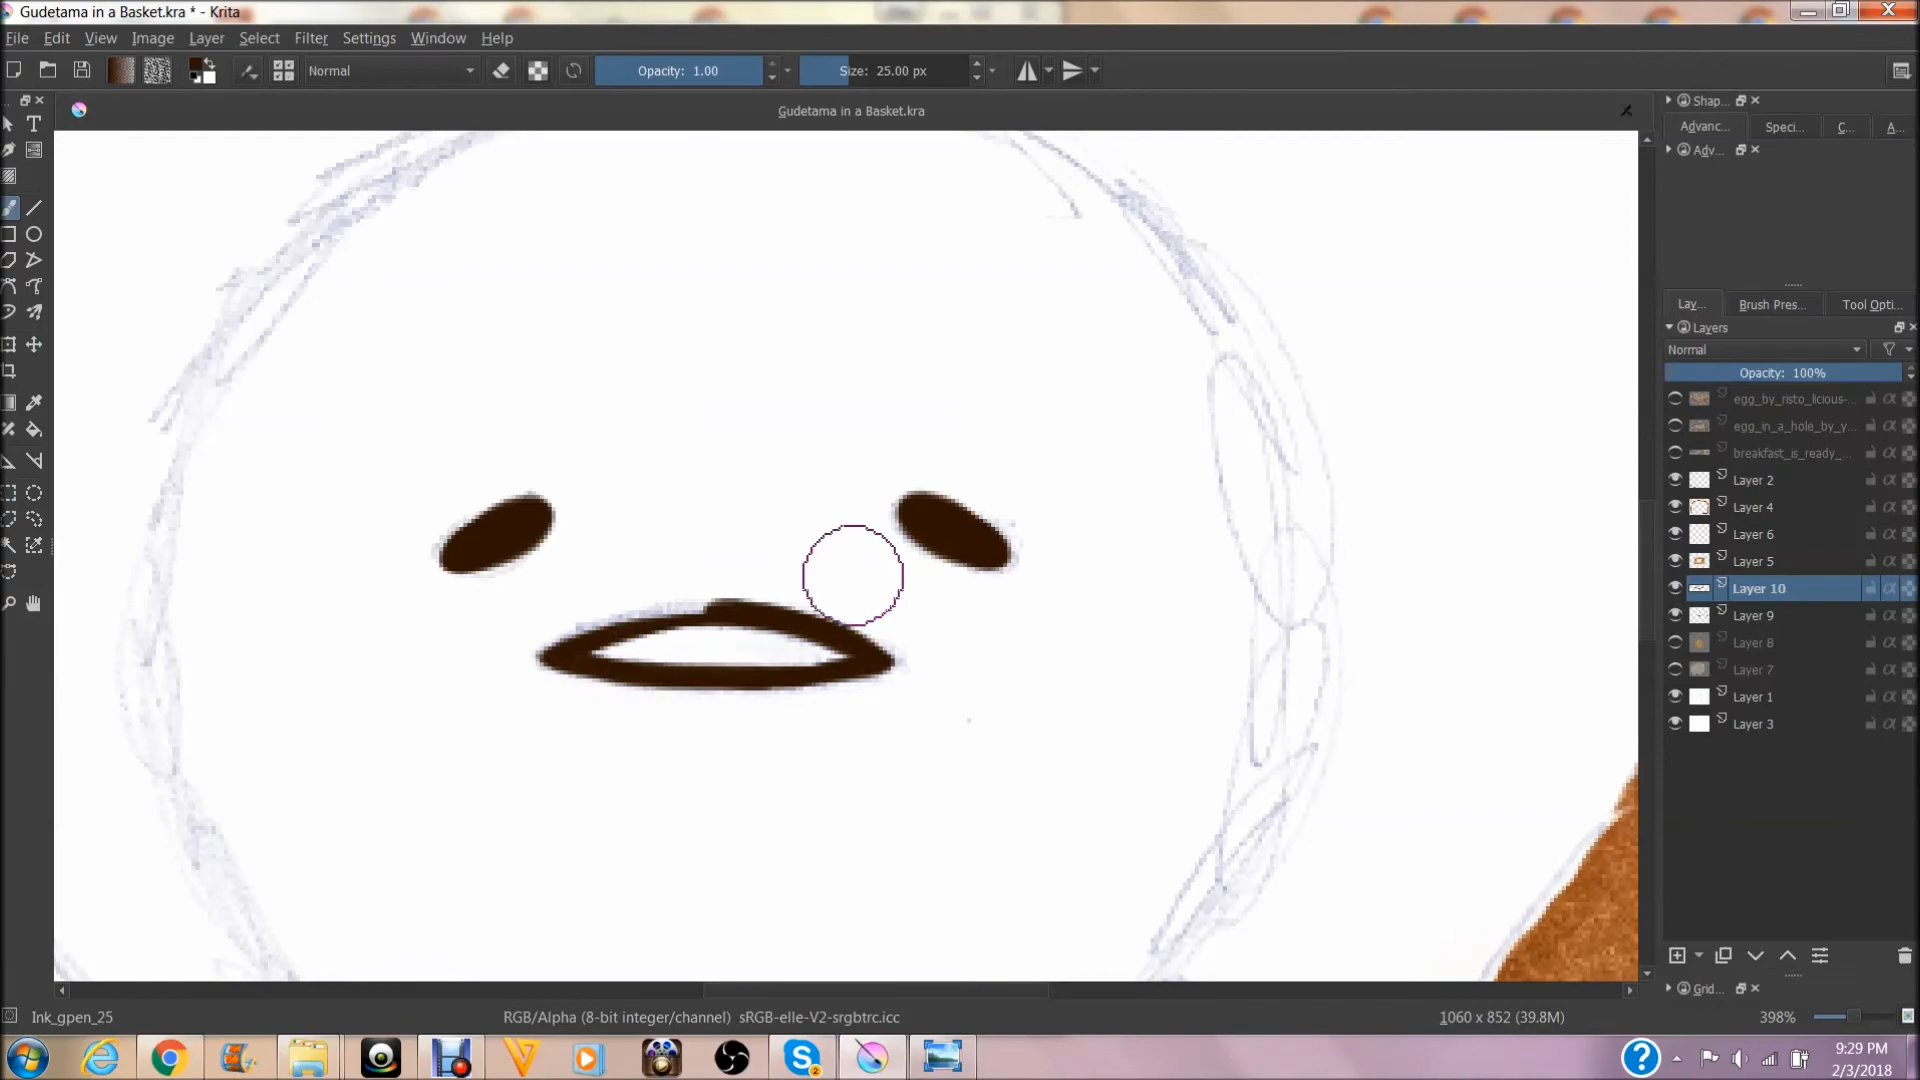 Gudetama in a Basket.kra * - Krita
File Edit View Image Layer Select Filter Settings Window Help
Normal Opacity: 1.00 Size: 25.00 px
Gudetama in a Basket.kra
Shap...
Advanc... Speci... C... A...
Adv...
Lay... Brush Pres... Tool Opti...
Layers
Normal
Opacity: 100%
egg_by_risto_licious-...
egg_in_a_hole_by_y...
breakfast_is_ready_...
Layer 2
Layer 4
Layer 6
Layer 5
Layer 10
Layer 9
Layer 8
Layer 7
Layer 1
Layer 3
Grid...
Ink_gpen_25 RGB/Alpha (8-bit integer/channel) sRGB-elle-V2-srgbtrc.icc 1060 x 852 (39.8M) 398%
9:29 PM
2/3/2018